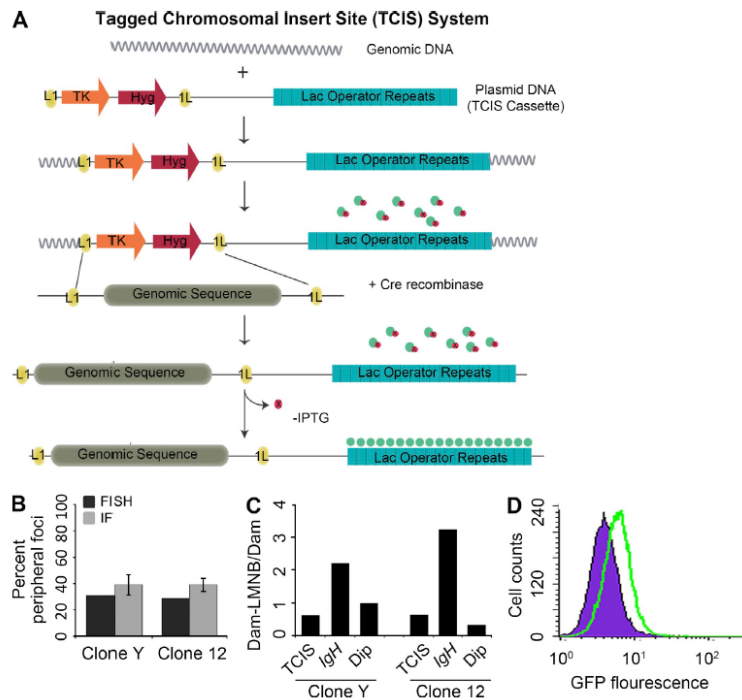 A
Tagged Chromosomal Insert Site (TCIS) System
Genomic DNA
+
L1 TK Hyg 1L Lac Operator Repeats
Plasmid DNA
(TCIS Cassette)
L1 TK Hyg 1L Lac Operator Repeats
L1 TK Hyg 1L Lac Operator Repeats
L1 Genomic Sequence 1L
+ Cre recombinase
L1 Genomic Sequence 1L Lac Operator Repeats
-IPTG
L1 Genomic Sequence 1L Lac Operator Repeats
B
FISH
IF
Percent
peripheral foci
100
80
60
40
20
0
Clone Y Clone 12
C
Dam-LMNB/Dam
4
3
2
1
0
TCIS IgH Dip TCIS IgH Dip
Clone Y Clone 12
D
Cell counts
240
120
0
10⁰ 10¹ 10²
GFP flourescence